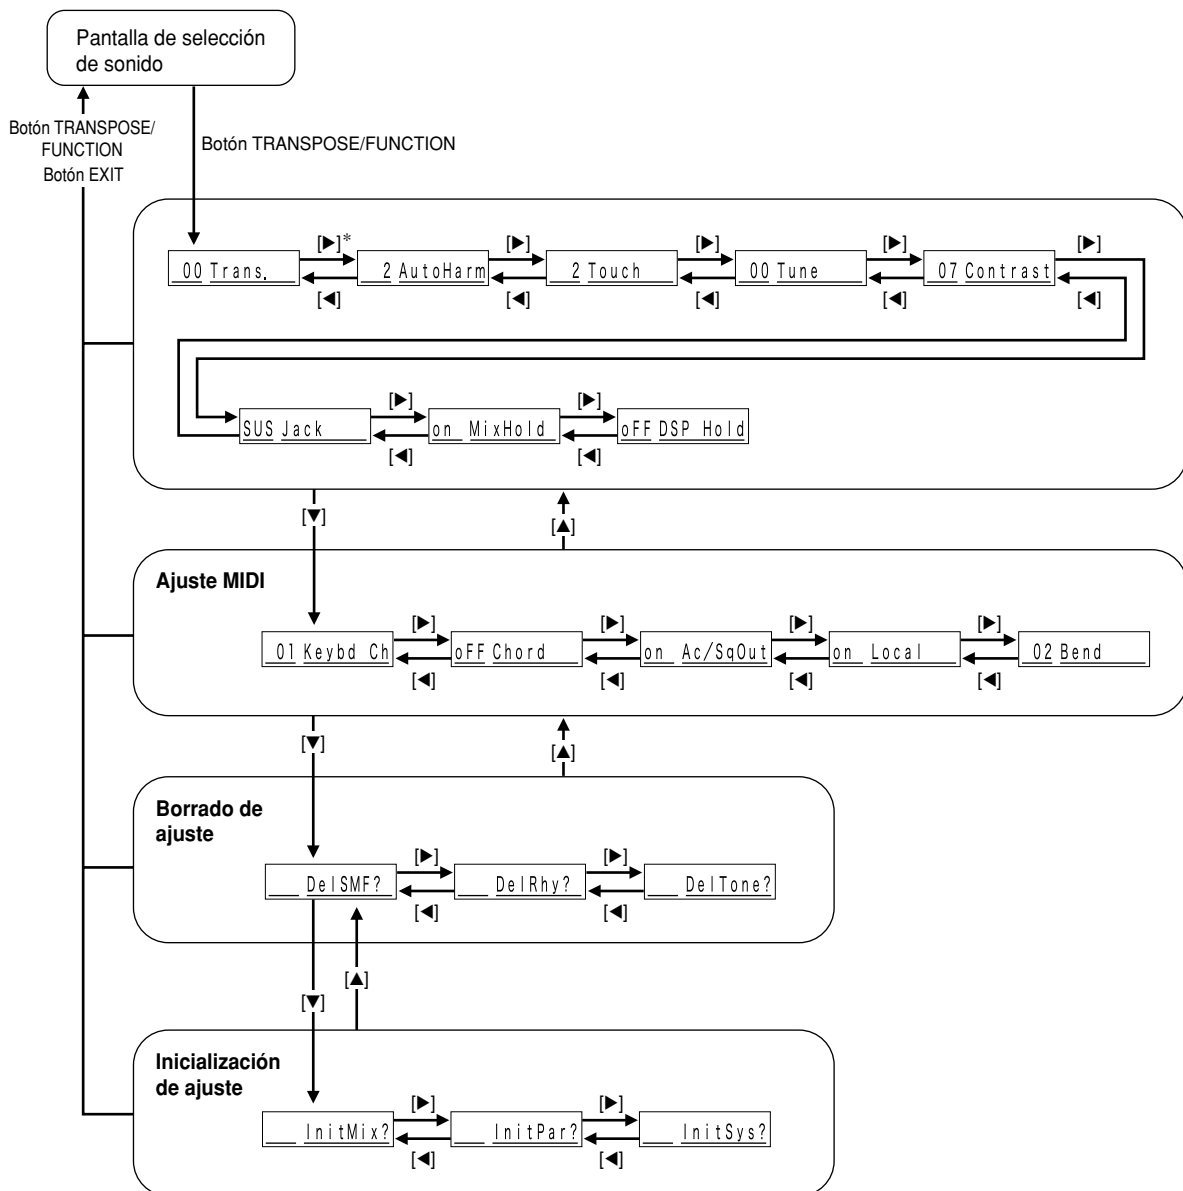 Pantalla de selección
de sonido
Botón TRANSPOSE/
FUNCTION
Botón EXIT
Botón TRANSPOSE/FUNCTION
[▶]* [▶] [▶] [▶] [▶]
00 Trans. 2 AutoHarm 2 Touch 00 Tune 07 Contrast
[◀] [◀] [◀] [◀] [◀]
[▶] [▶]
SUS Jack on MixHold oFF DSP Hold
[◀] [◀]
[▼] [▲]
Ajuste MIDI
[▶] [▶] [▶] [▶]
01 Keybd Ch oFF Chord on Ac/SqOut on Local 02 Bend
[◀] [◀] [◀] [◀]
[▼] [▲]
Borrado de
ajuste
[▶] [▶]
DelSMF? DelRhy? DelTone?
[◀] [◀]
[▲]
[▼]
Inicialización
de ajuste
[▶] [▶]
InitMix? InitPar? InitSys?
[◀] [◀]